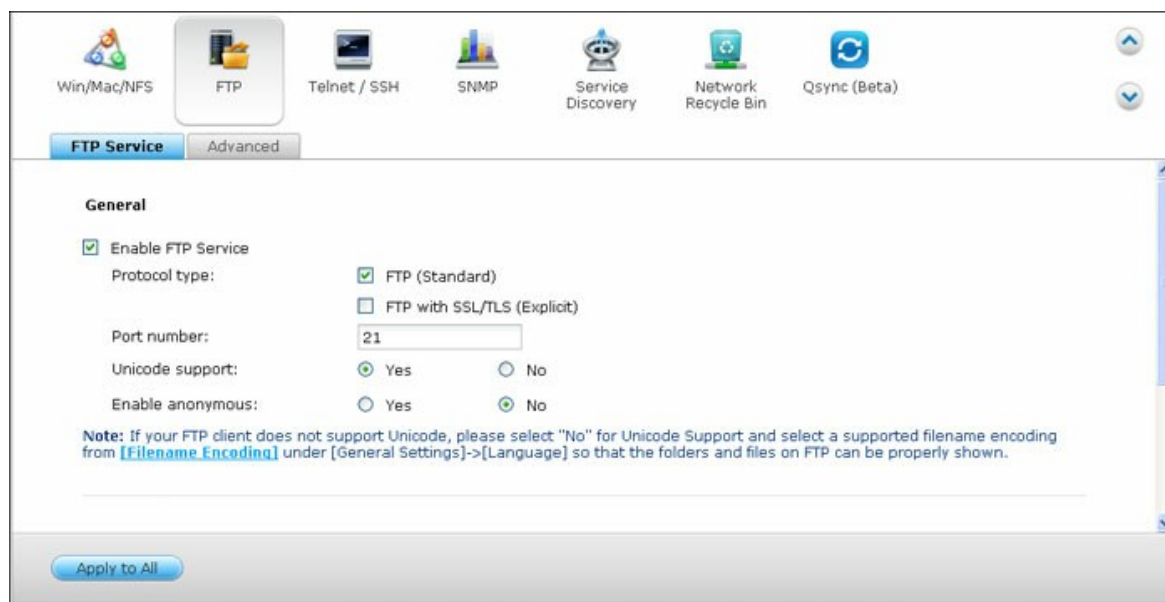 Win/Mac/NFS
FTP
Telnet / SSH
SNMP
Service
Discovery
Network
Recycle Bin
Qsync (Beta)
FTP Service
Advanced
General
Enable FTP Service
Protocol type:
FTP (Standard)
FTP with SSL/TLS (Explicit)
Port number:
21
Unicode support:
Yes
No
Enable anonymous:
Yes
No
Note: If your FTP client does not support Unicode, please select "No" for Unicode Support and select a supported filename encoding
from [Filename Encoding] under [General Settings]->[Language] so that the folders and files on FTP can be properly shown.
Apply to All